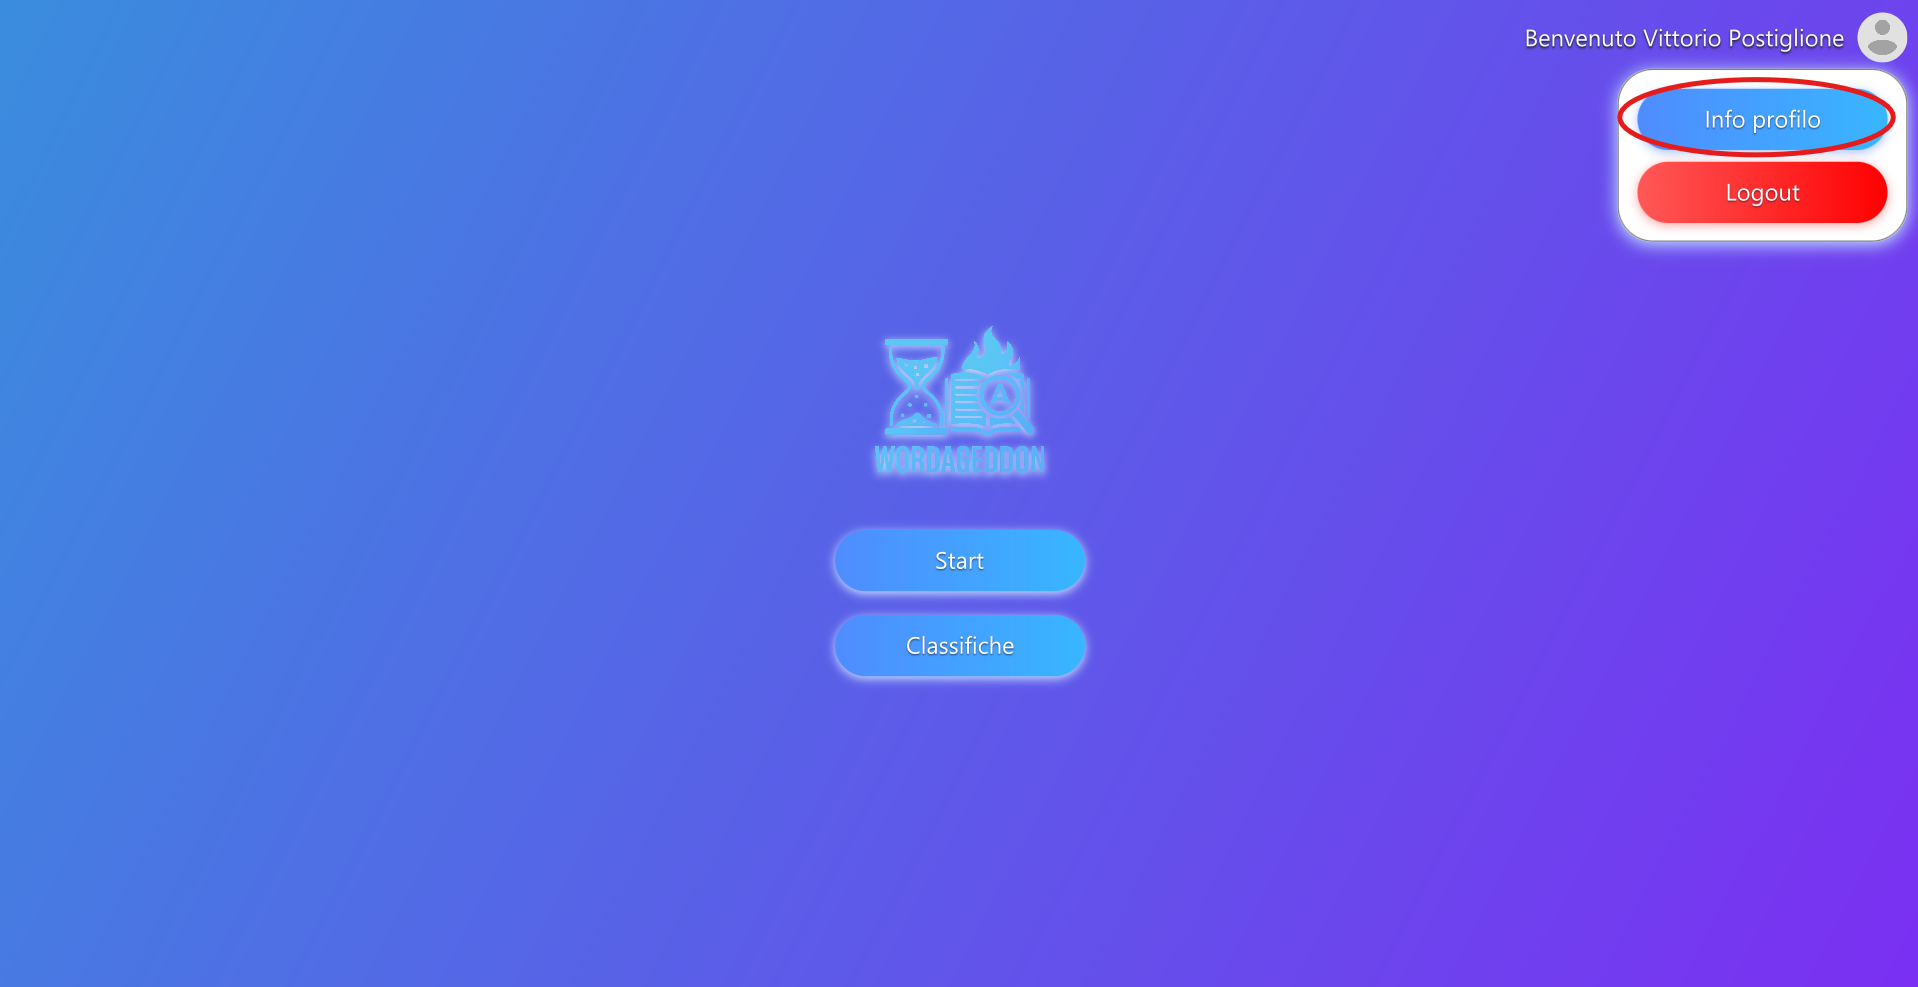 Benvenuto Vittorio Postiglione
Info profilo
Logout
WORDAGEDDON
Start
Classifiche